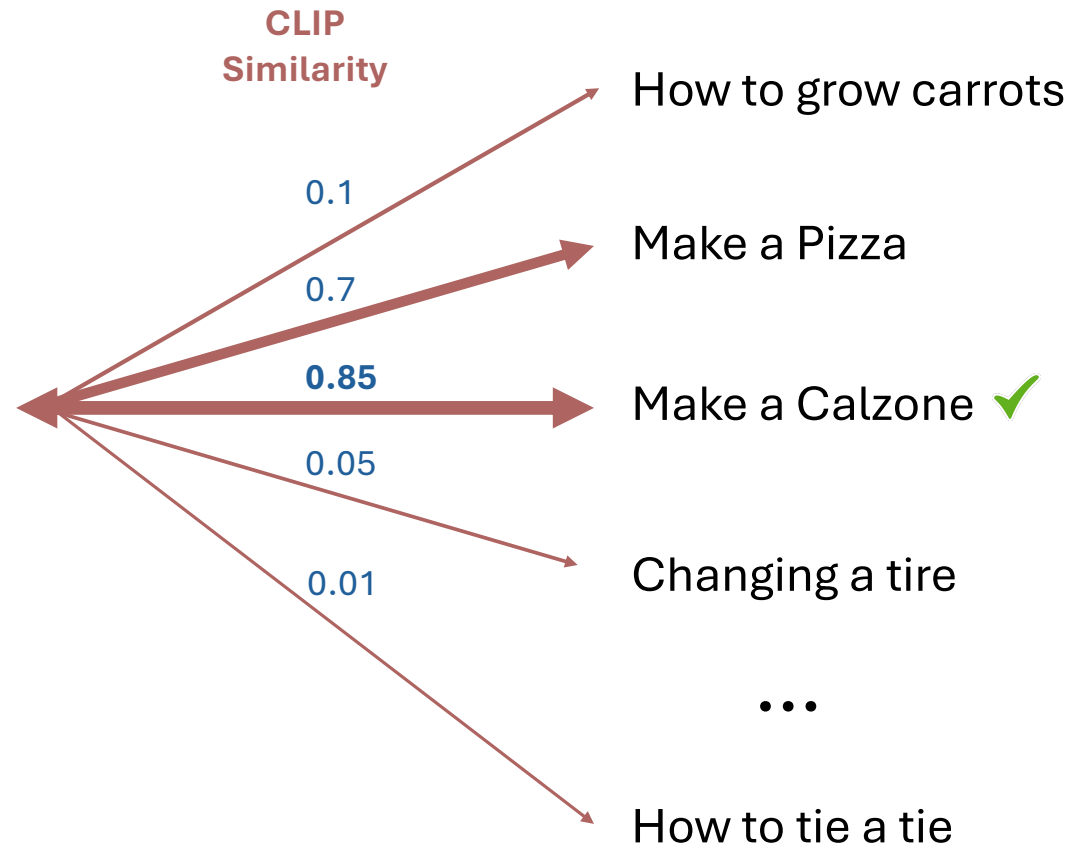 CLIP
Similarity
How to grow carrots
0.1
Make a Pizza
0.7
0.85
Make a Calzone
0.05
Changing a tire
0.01
...
How to tie a tie